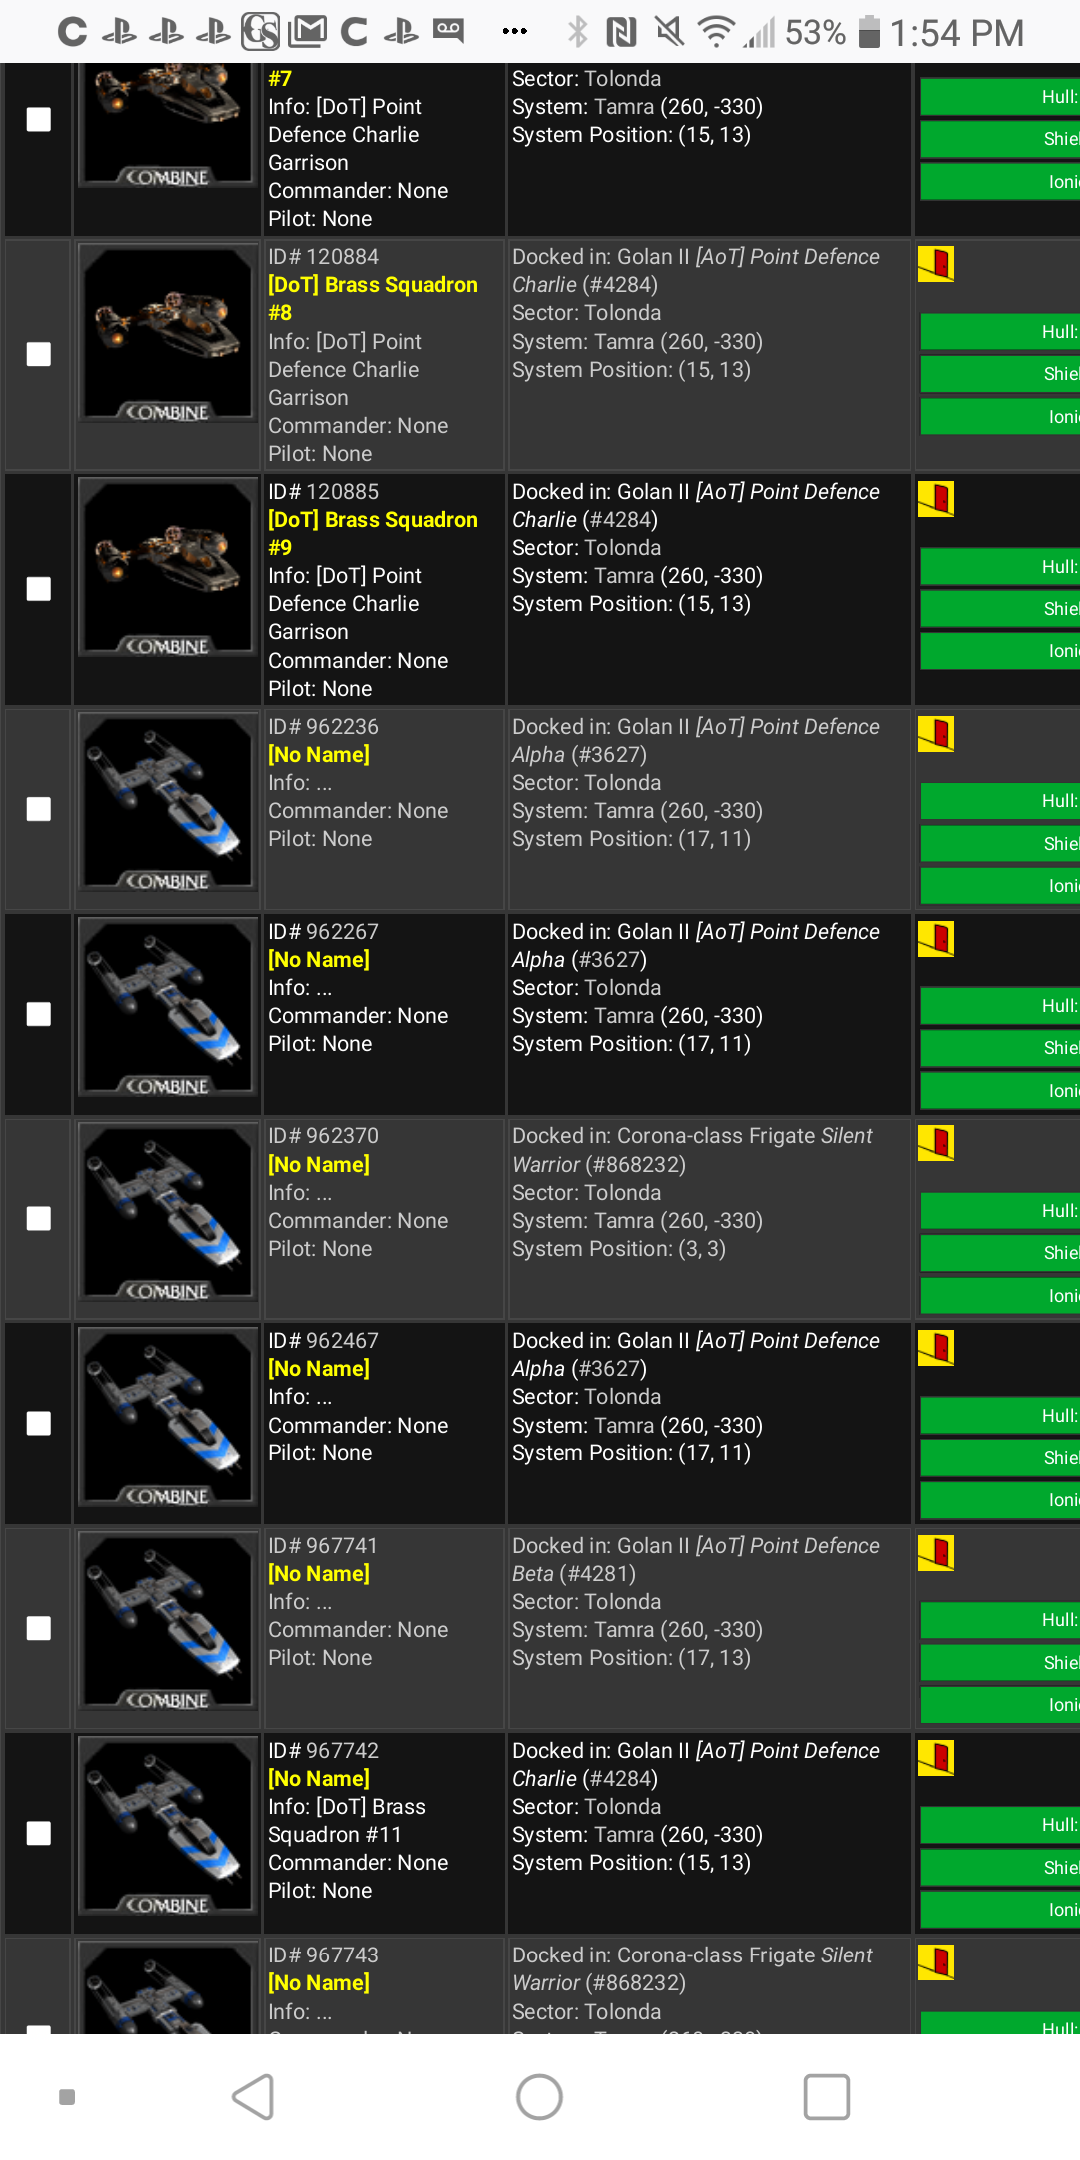 53% 1:54 PM
#7
Info: [DoT] Point
Defence Charlie
Garrison
Commander: None
Pilot: None
Sector: Tolonda
System: Tamra (260, -330)
System Position: (15, 13)
Hull:
Shiel
Ioni
COMBINE
ID# 120884
[DoT] Brass Squadron
#8
Info: [DoT] Point
Defence Charlie
Garrison
Commander: None
Pilot: None
Docked in: Golan II [AoT] Point Defence
Charlie (#4284)
Sector: Tolonda
System: Tamra (260, -330)
System Position: (15, 13)
Hull:
Shiel
Ioni
COMBINE
ID# 120885
[DoT] Brass Squadron
#9
Info: [DoT] Point
Defence Charlie
Garrison
Commander: None
Pilot: None
Docked in: Golan II [AoT] Point Defence
Charlie (#4284)
Sector: Tolonda
System: Tamra (260, -330)
System Position: (15, 13)
Hull:
Shiel
Ioni
COMBINE
ID# 962236
[No Name]
Info: ...
Commander: None
Pilot: None
Docked in: Golan II [AoT] Point Defence
Alpha (#3627)
Sector: Tolonda
System: Tamra (260, -330)
System Position: (17, 11)
Hull:
Shiel
Ioni
COMBINE
ID# 962267
[No Name]
Info: ...
Commander: None
Pilot: None
Docked in: Golan II [AoT] Point Defence
Alpha (#3627)
Sector: Tolonda
System: Tamra (260, -330)
System Position: (17, 11)
Hull:
Shiel
Ioni
COMBINE
ID# 962370
[No Name]
Info: ...
Commander: None
Pilot: None
Docked in: Corona-class Frigate Silent
Warrior (#868232)
Sector: Tolonda
System: Tamra (260, -330)
System Position: (3, 3)
Hull:
Shiel
Ioni
COMBINE
ID# 962467
[No Name]
Info: ...
Commander: None
Pilot: None
Docked in: Golan II [AoT] Point Defence
Alpha (#3627)
Sector: Tolonda
System: Tamra (260, -330)
System Position: (17, 11)
Hull:
Shiel
Ioni
COMBINE
ID# 967741
[No Name]
Info: ...
Commander: None
Pilot: None
Docked in: Golan II [AoT] Point Defence
Beta (#4281)
Sector: Tolonda
System: Tamra (260, -330)
System Position: (17, 13)
Hull:
Shiel
Ioni
COMBINE
ID# 967742
[No Name]
Info: [DoT] Brass
Squadron #11
Commander: None
Pilot: None
Docked in: Golan II [AoT] Point Defence
Charlie (#4284)
Sector: Tolonda
System: Tamra (260, -330)
System Position: (15, 13)
Hull:
Shiel
Ioni
COMBINE
ID# 967743
[No Name]
Info: ...
Docked in: Corona-class Frigate Silent
Warrior (#868232)
Sector: Tolonda
Hull: